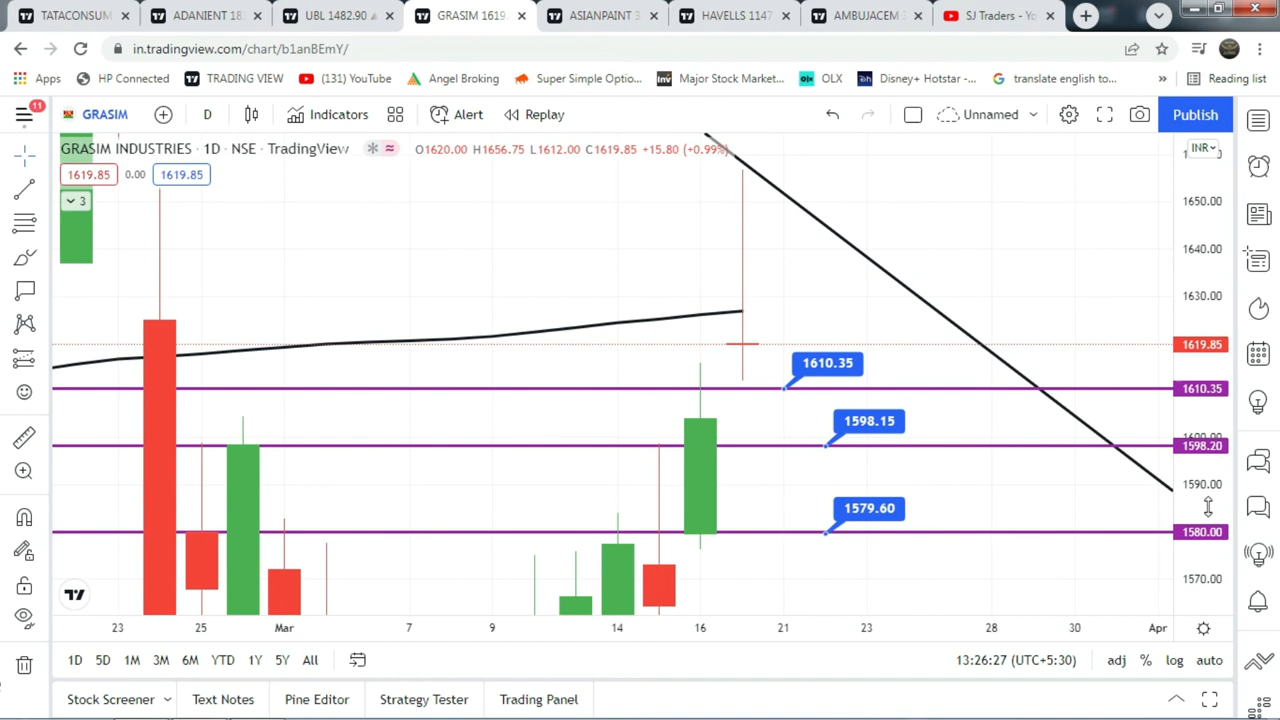 TATACONSUM
ADANIENT 18
UBL 1482.90
GRASIM 1619.
ASIANPAINT 3
HAVELLS 1147
AMBUJACEM
SJ Traders - Yo
in.tradingview.com/chart/b1anBEmY/
Apps
HP Connected
TRADING VIEW
(131) YouTube
Angel Broking
Super Simple Optio...
Inv
Major Stock Market...
OLX
Disney+ Hotstar -...
translate english to...
»
Reading list
11
GRASIM
D
Indicators
Alert
Replay
Unnamed
Publish
GRASIM INDUSTRIES · 1D · NSE · TradingView
O1620.00 H1656.75 L1612.00 C1619.85 +15.80 (+0.99%)
INR
1619.85
0.00
1619.85
3
1650.00
1640.00
1630.00
1619.85
1610.35
1610.35
1598.15
1600.00
1598.20
1590.00
1579.60
1580.00
1570.00
23
25
Mar
7
9
14
16
21
23
28
30
Apr
1D
5D
1M
3M
6M
YTD
1Y
5Y
All
13:26:27 (UTC+5:30)
adj
%
log
auto
Stock Screener
Text Notes
Pine Editor
Strategy Tester
Trading Panel